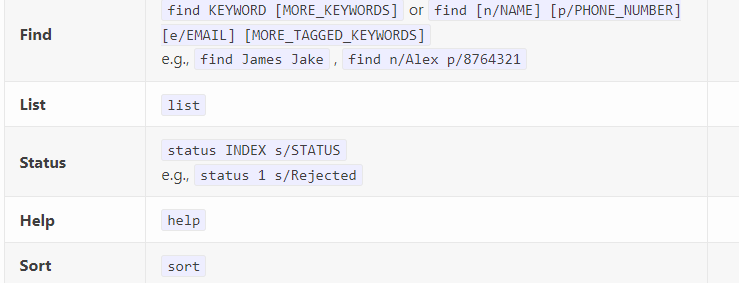 find KEYWORD [MORE_KEYWORDS] or find [n/NAME] [p/PHONE_NUMBER]
Find [e/EMAIL] [MORE_TAGGED_KEYWORDS]
e.g., find James Jake , find n/Alex p/8764321
List list
Status status INDEX s/STATUS
e.g., status 1 s/Rejected
Help help
Sort sort